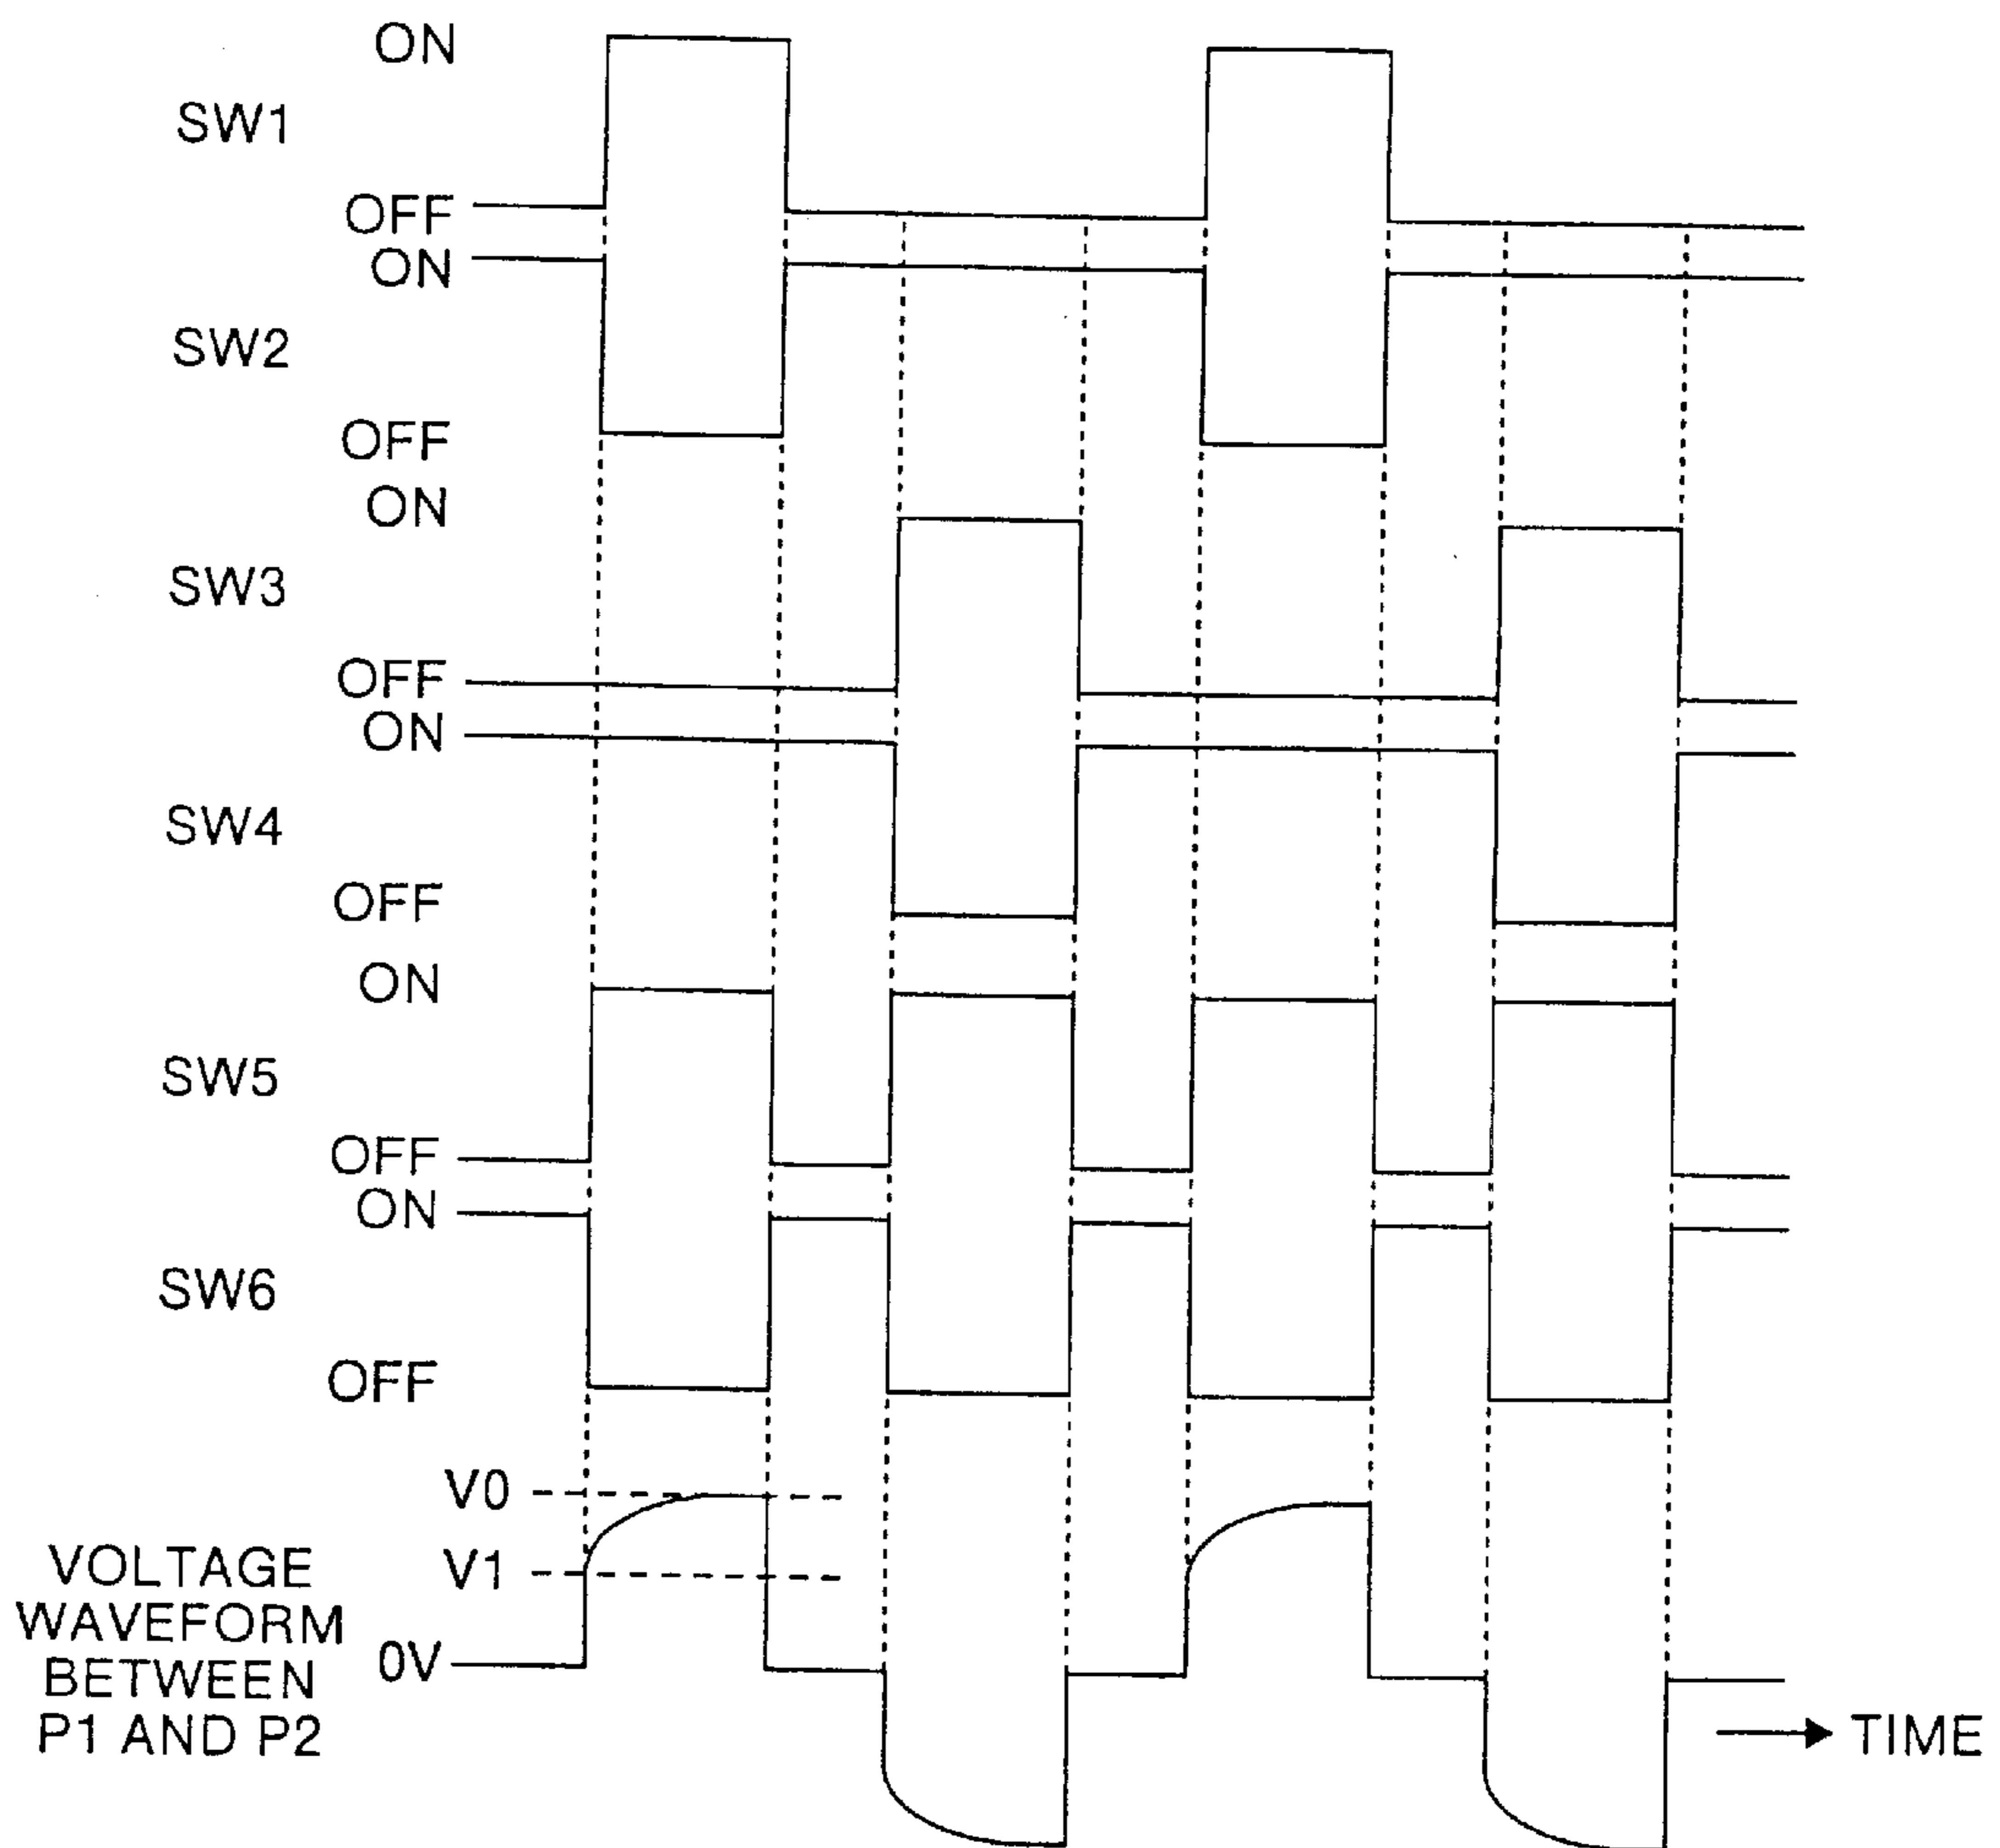 ON
SW1
OFF
ON
SW2
OFF
ON
SW3
OFF
ON
SW4
OFF
ON
SW5
OFF
ON
SW6
OFF
V0
V1
0V
VOLTAGE
WAVEFORM
BETWEEN
P1 AND P2
TIME